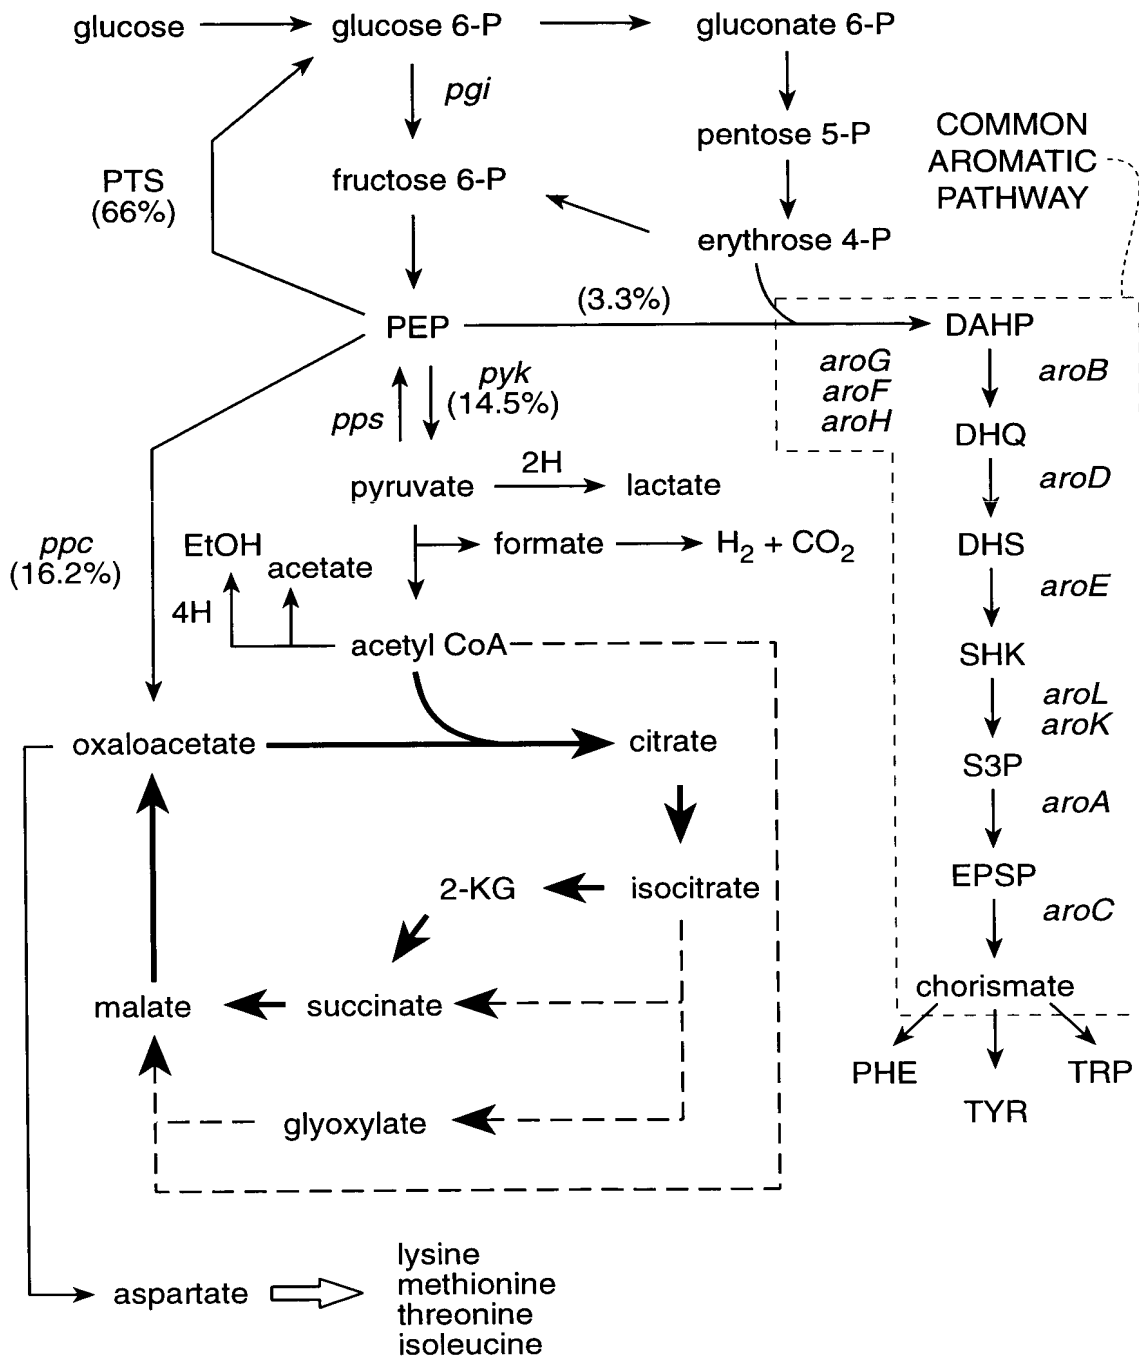 glucose
glucose 6-P
gluconate 6-P
pgi
pentose 5-P
COMMON
AROMATIC
PATHWAY
PTS
(66%)
fructose 6-P
erythrose 4-P
(3.3%)
PEP
DAHP
aroG
aroF
aroH
aroB
pyk
(14.5%)
pps
DHQ
aroD
pyruvate
2H
lactate
ppc
(16.2%)
EtOH
acetate
4H
formate
H₂ + CO₂
DHS
aroE
acetyl CoA
SHK
aroL
aroK
oxaloacetate
citrate
S3P
aroA
2-KG
isocitrate
EPSP
aroC
malate
succinate
chorismate
PHE
TYR
TRP
glyoxylate
aspartate
lysine
methionine
threonine
isoleucine